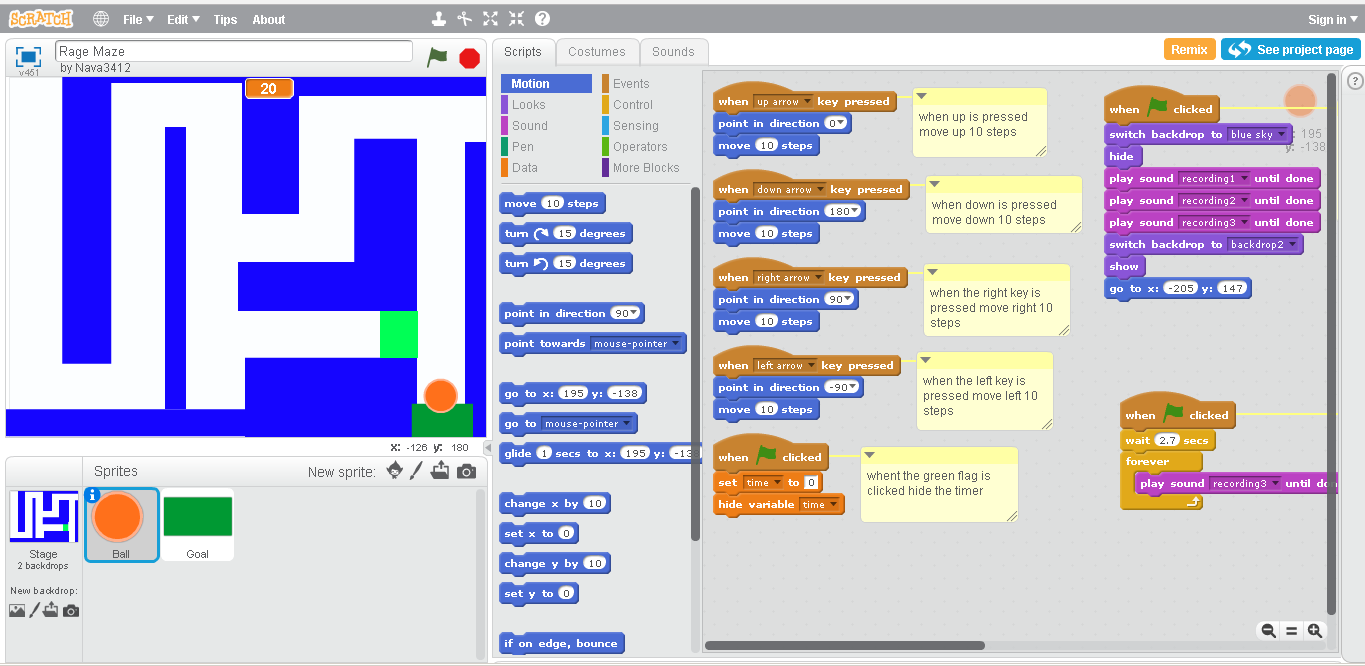 SCRATCH
File ▼ Edit ▼ Tips About
Sign in ▼
v461
Rage Maze
by Nava3412
20
X: -126 y: 180
Sprites
New sprite:
Stage
2 backdrops
New backdrop:
Ball
Goal
Scripts Costumes Sounds
Remix
See project page
Motion Events
Looks Control
Sound Sensing
Pen Operators
Data More Blocks
move 10 steps
turn 15 degrees
turn 15 degrees
point in direction 90▼
point towards mouse-pointer
go to x: 195 y: -138
go to mouse-pointer
glide 1 secs to x: 195 y: -13
change x by 10
set x to 0
change y by 10
set y to 0
if on edge, bounce
when up arrow key pressed
point in direction 0▼
move 10 steps
when up is pressed
move up 10 steps
when down arrow key pressed
point in direction 180▼
move 10 steps
when down is pressed
move down 10 steps
when right arrow key pressed
point in direction 90▼
move 10 steps
when the right key is
pressed move right 10
steps
when left arrow key pressed
point in direction -90▼
move 10 steps
when the left key is
pressed move left 10
steps
when clicked
set time to 0
hide variable time
whent the green flag is
clicked hide the timer
when clicked
switch backdrop to blue sky
hide
play sound recording1 until done
play sound recording2 until done
play sound recording3 until done
switch backdrop to backdrop2
show
go to x: -205 y: 147
: 195
y: -138
when clicked
wait 2.7 secs
forever
play sound recording3 until do